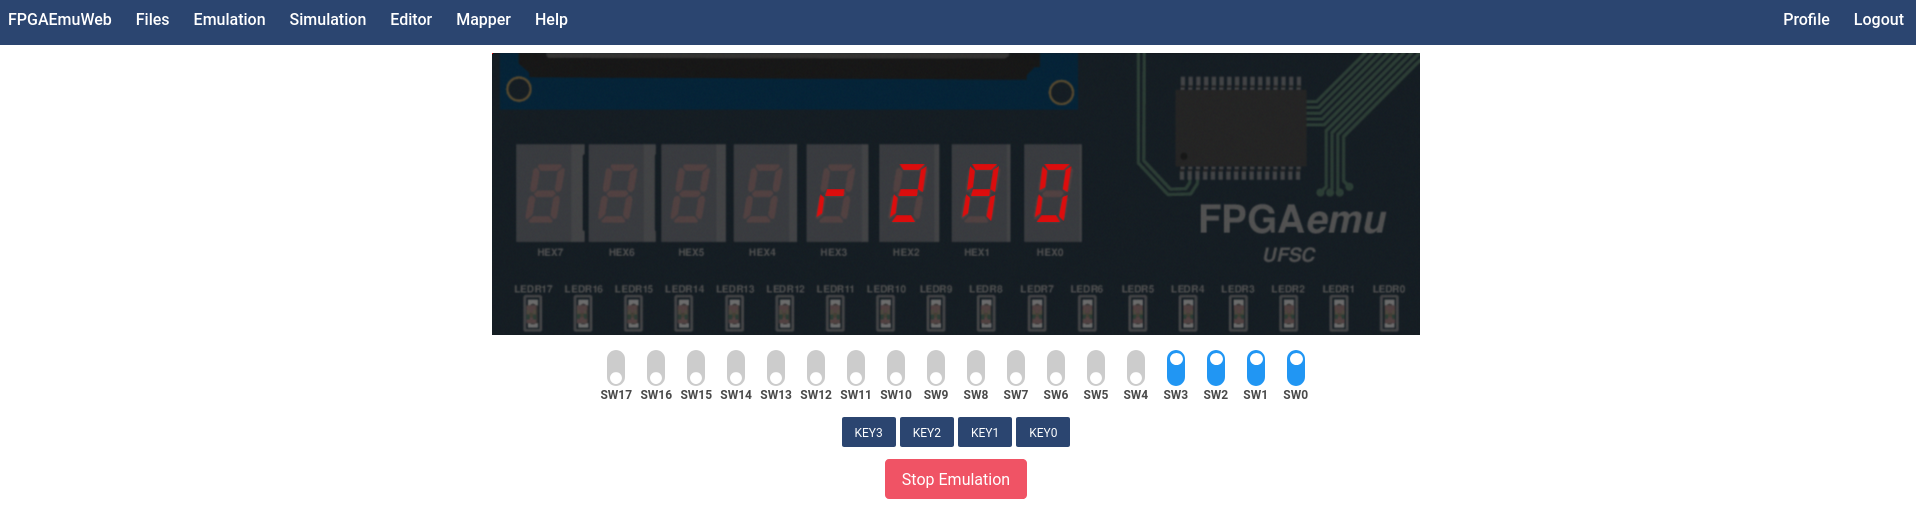 FPGAEmuWeb Files Emulation Simulation Editor Mapper Help Profile Logout
r 2 A 0
HEX7 HEX6 HEX5 HEX4 HEX3 HEX2 HEX1 HEX0
FPGAemu
UFSC
LEDR17 LEDR16 LEDR15 LEDR14 LEDR13 LEDR12 LEDR11 LEDR10 LEDR9 LEDR8 LEDR7 LEDR6 LEDR5 LEDR4 LEDR3 LEDR2 LEDR1 LEDR0
SW17 SW16 SW15 SW14 SW13 SW12 SW11 SW10 SW9 SW8 SW7 SW6 SW5 SW4 SW3 SW2 SW1 SW0
KEY3 KEY2 KEY1 KEY0
Stop Emulation